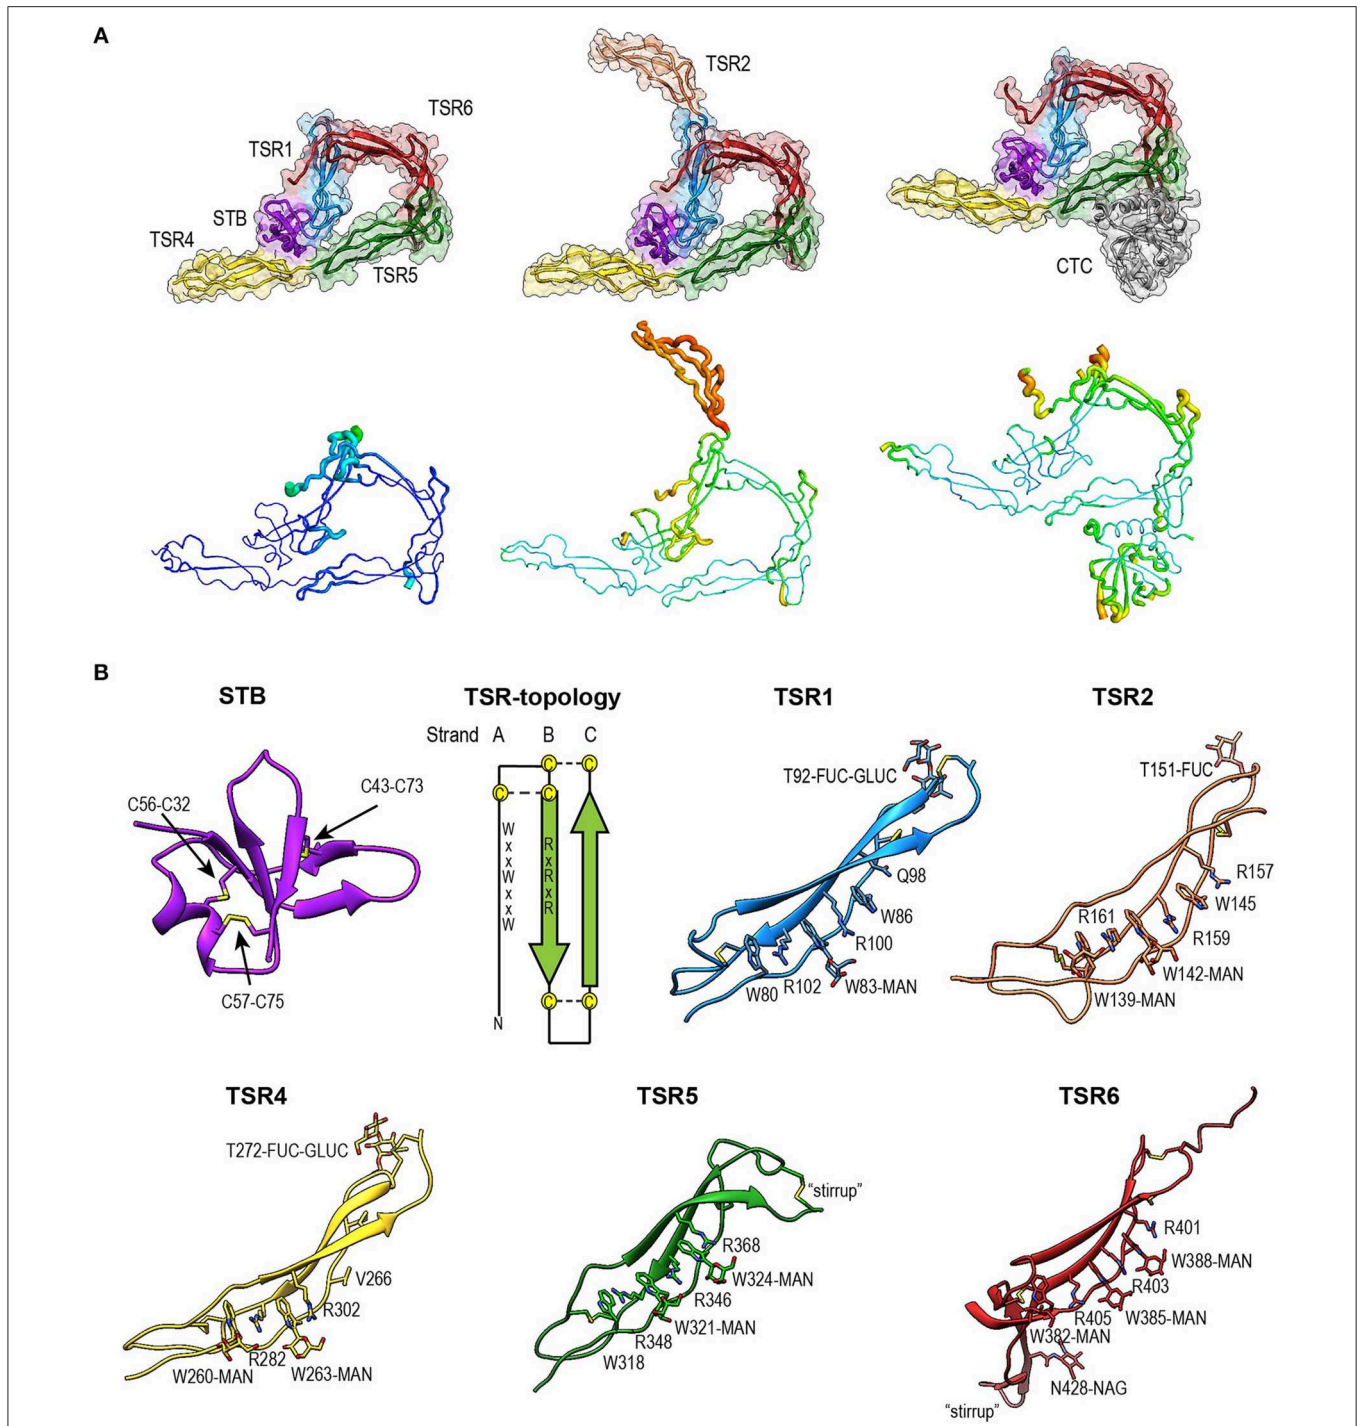 A
TSR2
TSR6
TSR1
STB
TSR4
TSR5
CTC
B
STB
TSR-topology
TSR1
TSR2
Strand A B C
C C
C C
WxxWxxW
RxRxR
C C
N
C43-C73
C56-C32
C57-C75
T92-FUC-GLUC
Q98
W86
R100
W80 R102 W83-MAN
T151-FUC
R157
W145
R161
R159
W142-MAN
W139-MAN
TSR4
TSR5
TSR6
T272-FUC-GLUC
V266
R302
R282
W260-MAN W263-MAN
“stirrup”
R368
W324-MAN
R346
W321-MAN
R348
W318
R401
W388-MAN
R403
R405 W385-MAN
W382-MAN
N428-NAG
“stirrup”